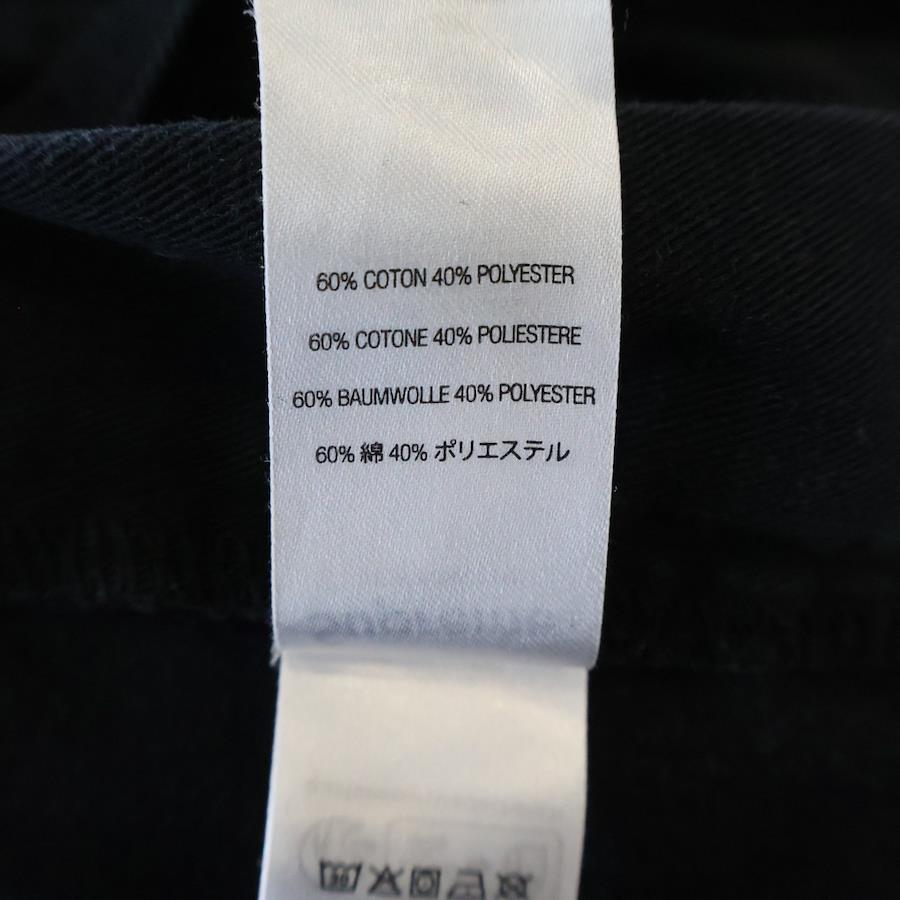 60% COTON 40% POLYESTER
60% COTONE 40% POLIESTERE
60% BAUMWOLLE 40% POLYESTER
60% 綿 40% ポリエステル